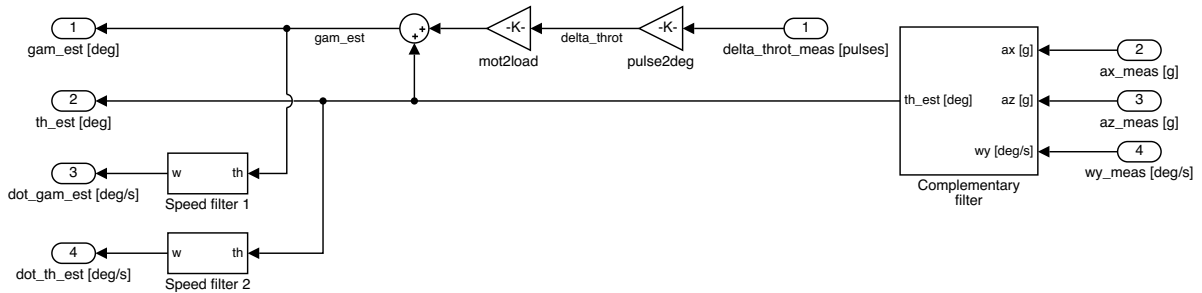 1
gam_est [deg]
gam_est
+
+
-K-
mot2load
delta_throt
-K-
pulse2deg
1
delta_throt_meas [pulses]
ax [g]
2
ax_meas [g]
2
th_est [deg]
th_est [deg]
az [g]
3
az_meas [g]
wy [deg/s]
4
wy_meas [deg/s]
Complementary
filter
3
dot_gam_est [deg/s]
w
th
Speed filter 1
4
dot_th_est [deg/s]
w
th
Speed filter 2